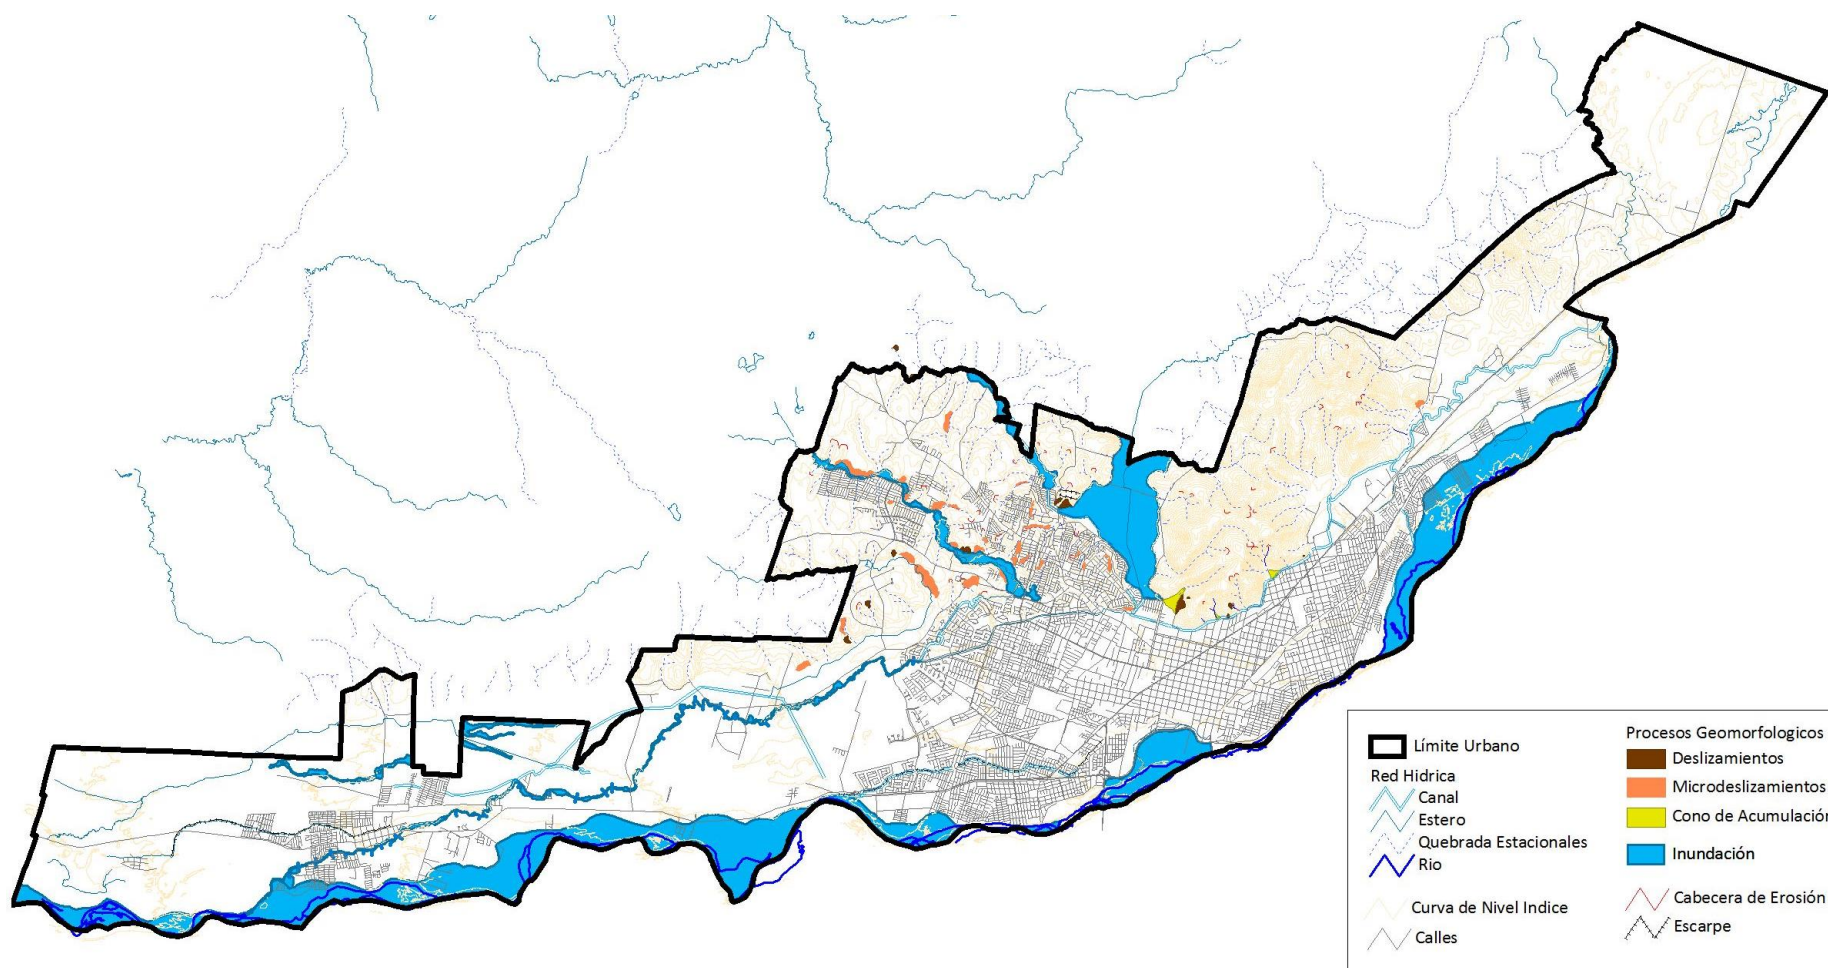 Límite Urbano
Red Hidrica
Canal
Estero
Quebrada Estacionales
Rio
Curva de Nivel Indice
Calles
Procesos Geomorfologicos
Deslizamientos
Microdeslizamientos
Cono de Acumulación
Inundación
Cabecera de Erosión
Escarpe